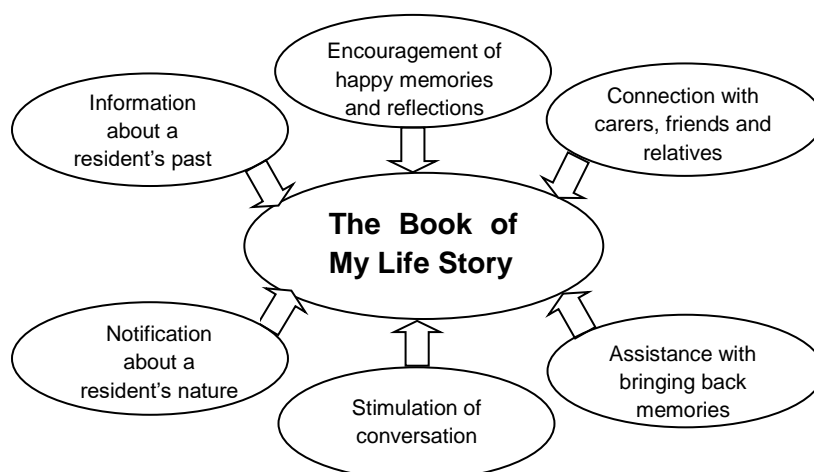 Encouragement of
happy memories
and reflections
Information
about a
resident’s past
Connection with
carers, friends and
relatives
The Book of
My Life Story
Notification
about a
resident’s nature
Stimulation of
conversation
Assistance with
bringing back
memories